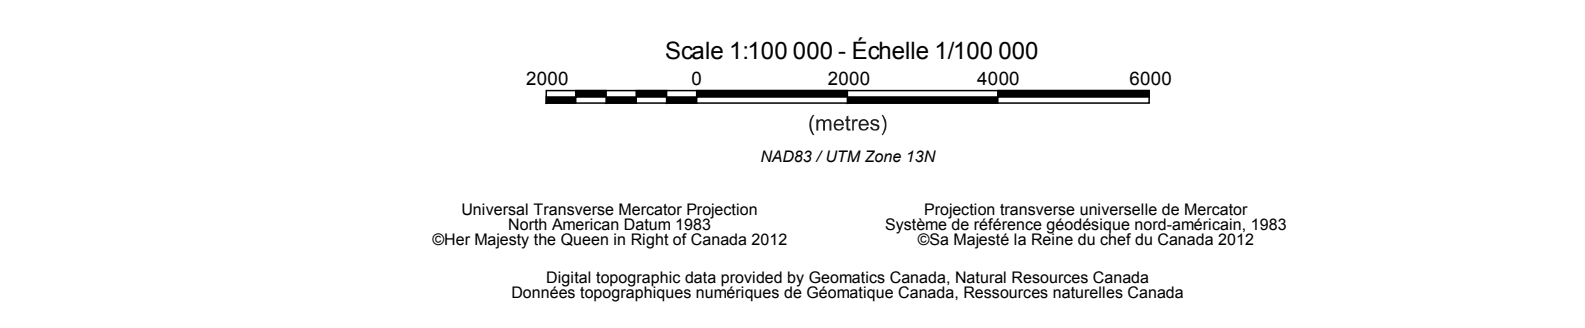 Scale 1:100 000 - Échelle 1/100 000
2000 0 2000 4000 6000
(metres)
NAD83 / UTM Zone 13N
Universal Transverse Mercator Projection
North American Datum 1983
©Her Majesty the Queen in Right of Canada 2012
Projection transverse universelle de Mercator
Système de référence géodésique nord-américain, 1983
©Sa Majesté la Reine du chef du Canada 2012
Digital topographic data provided by Geomatics Canada, Natural Resources Canada
Données topographiques numériques de Géomatique Canada, Ressources naturelles Canada